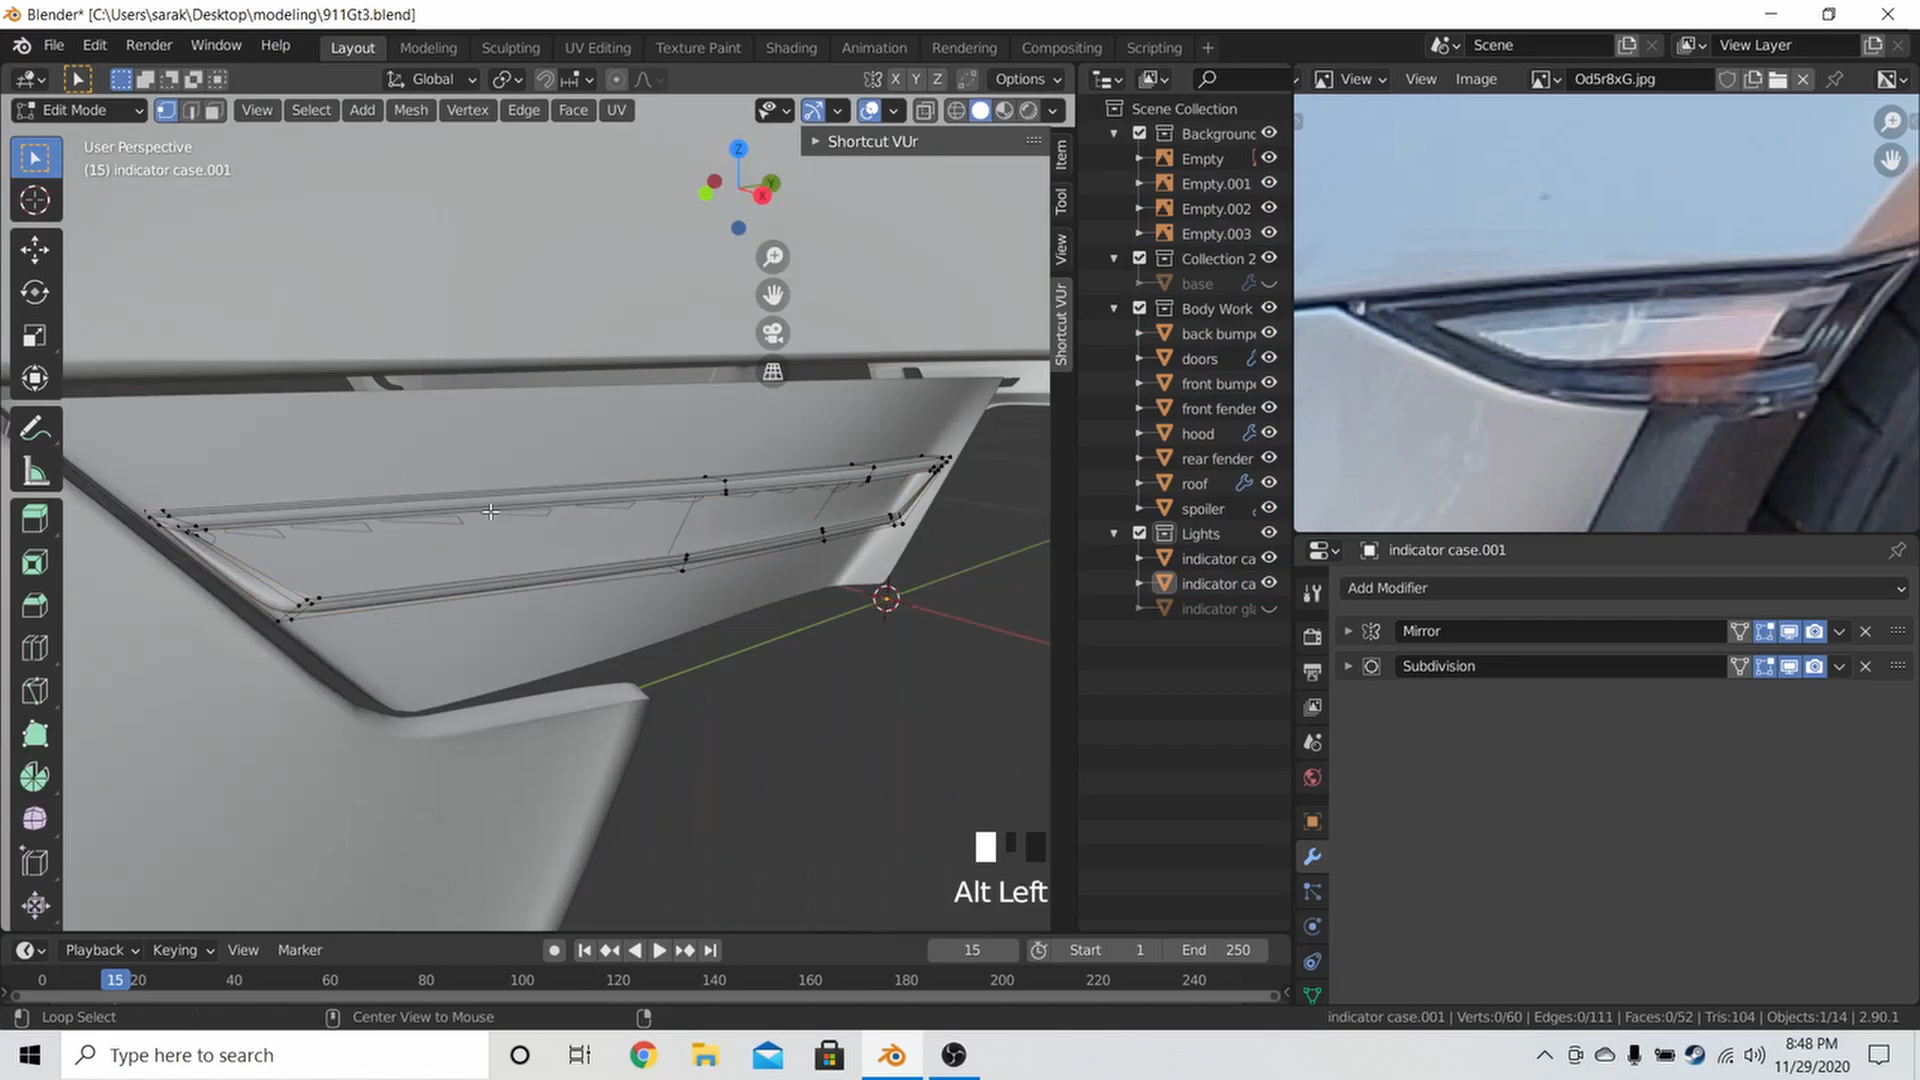 Blender* [C:\Users\sarak\Desktop\modeling\911Gt3.blend]
File Edit Render Window Help
Layout Modeling Sculpting UV Editing Texture Paint Shading Animation Rendering Compositing Scripting +
Scene
View Layer
Global
X Y Z
Options
View View Image
Od5r8xG.jpg
Edit Mode
View Select Add Mesh Vertex Edge Face UV
User Perspective
(15) indicator case.001
Shortcut VUr
Z
Y
X
Item
Tool
View
Shortcut VUr
Scene Collection
Background
Empty
Empty.001
Empty.002
Empty.003
Collection 2
base
Body Work
back bumpe
doors
front bumpe
front fender
hood
rear fender
roof
spoiler
Lights
indicator ca
indicator ca
indicator gla
indicator case.001
Add Modifier
Mirror
Subdivision
Alt Left
Playback Keying View Marker
15
Start 1
End 250
0 15 20 40 60 80 100 120 140 160 180 200 220 240
Loop Select
Center View to Mouse
indicator case.001 | Verts:0/60 | Edges:0/111 | Faces:0/52 | Tris:104 | Objects:1/14 | 2.90.1
Type here to search
8:48 PM
11/29/2020